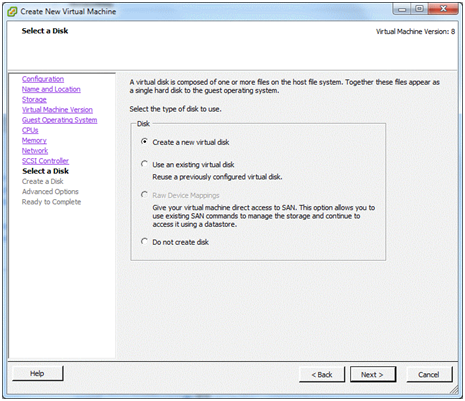 Create New Virtual Machine
Select a Disk
Virtual Machine Version: 8
Configuration
Name and Location
Storage
Virtual Machine Version
Guest Operating System
CPUs
Memory
Network
SCSI Controller
Select a Disk
Create a Disk
Advanced Options
Ready to Complete
A virtual disk is composed of one or more files on the host file system. Together these files appear as
a single hard disk to the guest operating system.
Select the type of disk to use.
Disk
Create a new virtual disk
Use an existing virtual disk
Reuse a previously configured virtual disk.
Raw Device Mappings
Give your virtual machine direct access to SAN. This option allows you to
use existing SAN commands to manage the storage and continue to
access it using a datastore.
Do not create disk
Help
< Back
Next >
Cancel